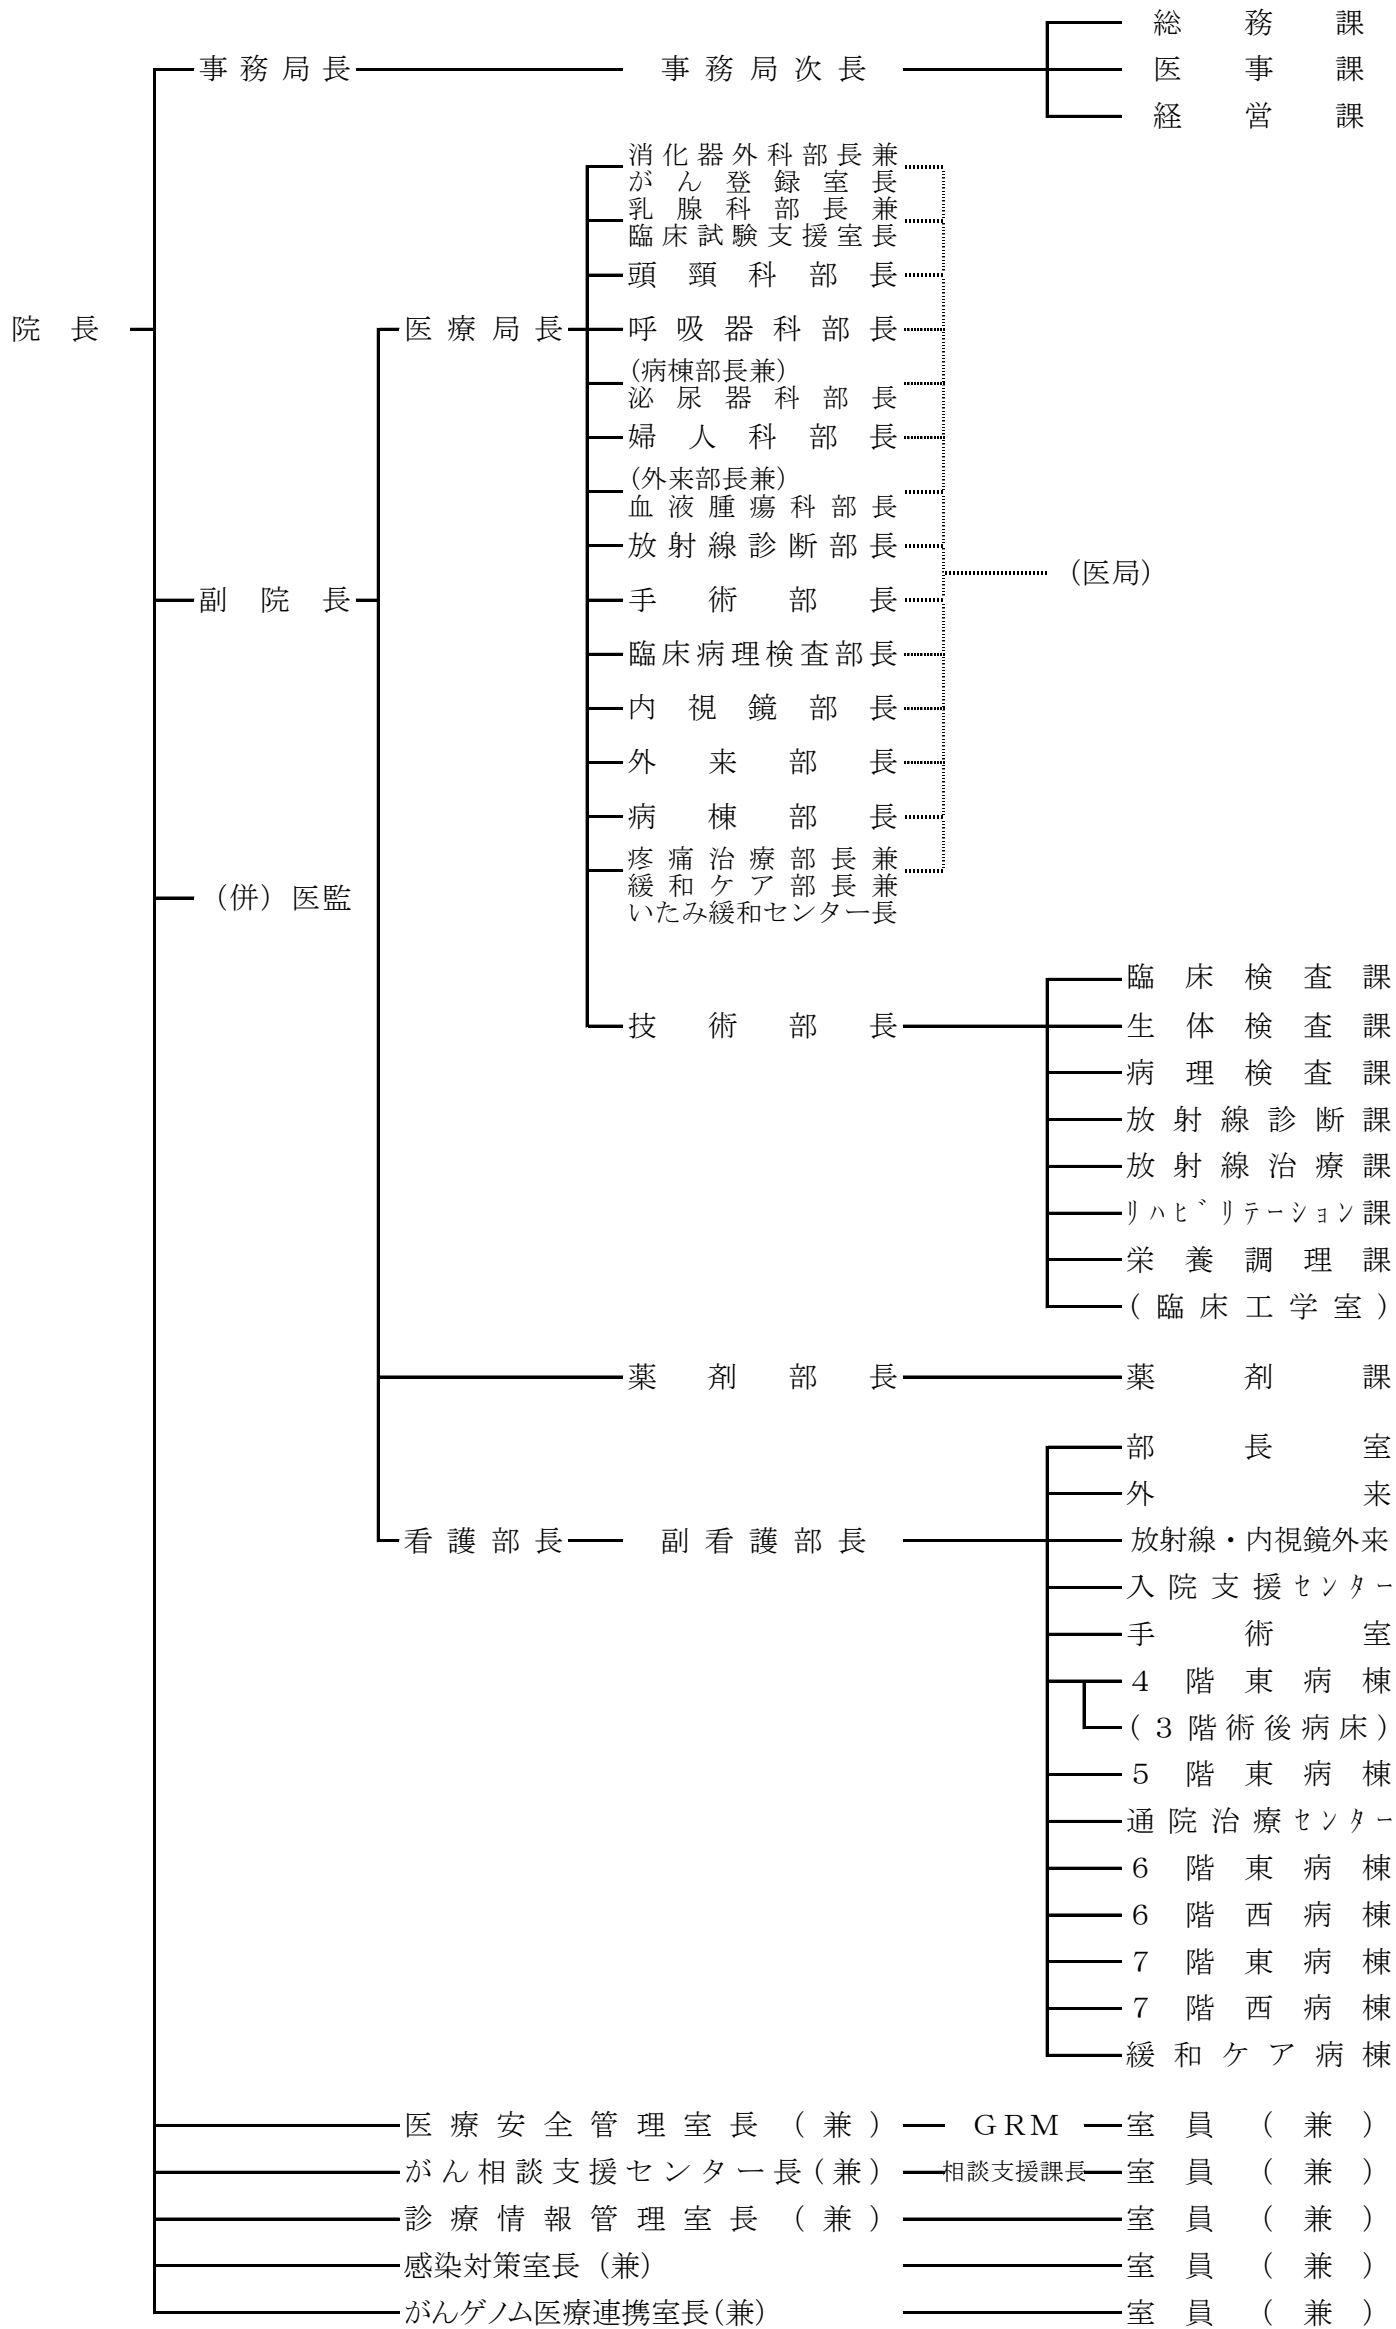 総務課
事務局長 事務局次長 医事課
経営課
消化器外科部長兼
がん登録室長
乳腺科部長兼
臨床試験支援室長
頭頸科部長
院長 医療局長 呼吸器科部長
(病棟部長兼)
泌尿器科部長
婦人科部長
(外来部長兼)
血液腫瘍科部長
放射線診断部長
(医局)
副院長 手術部長
臨床病理検査部長
内視鏡部長
外来部長
病棟部長
疼痛治療部長兼
緩和ケア部長兼
(併)医監 いたみ緩和センター長
臨床検査課
技術部長 生体検査課
病理検査課
放射線診断課
放射線治療課
ﾘﾊﾋﾞﾘﾃｰｼｮﾝ課
栄養調理課
(臨床工学室)
薬剤部長 薬剤課
部長室
外来
看護部長 副看護部長 放射線・内視鏡外来
入院支援ｾﾝﾀｰ
手術室
4階東病棟
(3階術後病床)
5階東病棟
通院治療ｾﾝﾀｰ
6階東病棟
6階西病棟
7階東病棟
7階西病棟
緩和ケア病棟
医療安全管理室長(兼) GRM 室員(兼)
がん相談支援センター長(兼) 相談支援課長 室員(兼)
診療情報管理室長(兼) 室員(兼)
感染対策室長(兼) 室員(兼)
がんゲノム医療連携室長(兼) 室員(兼)